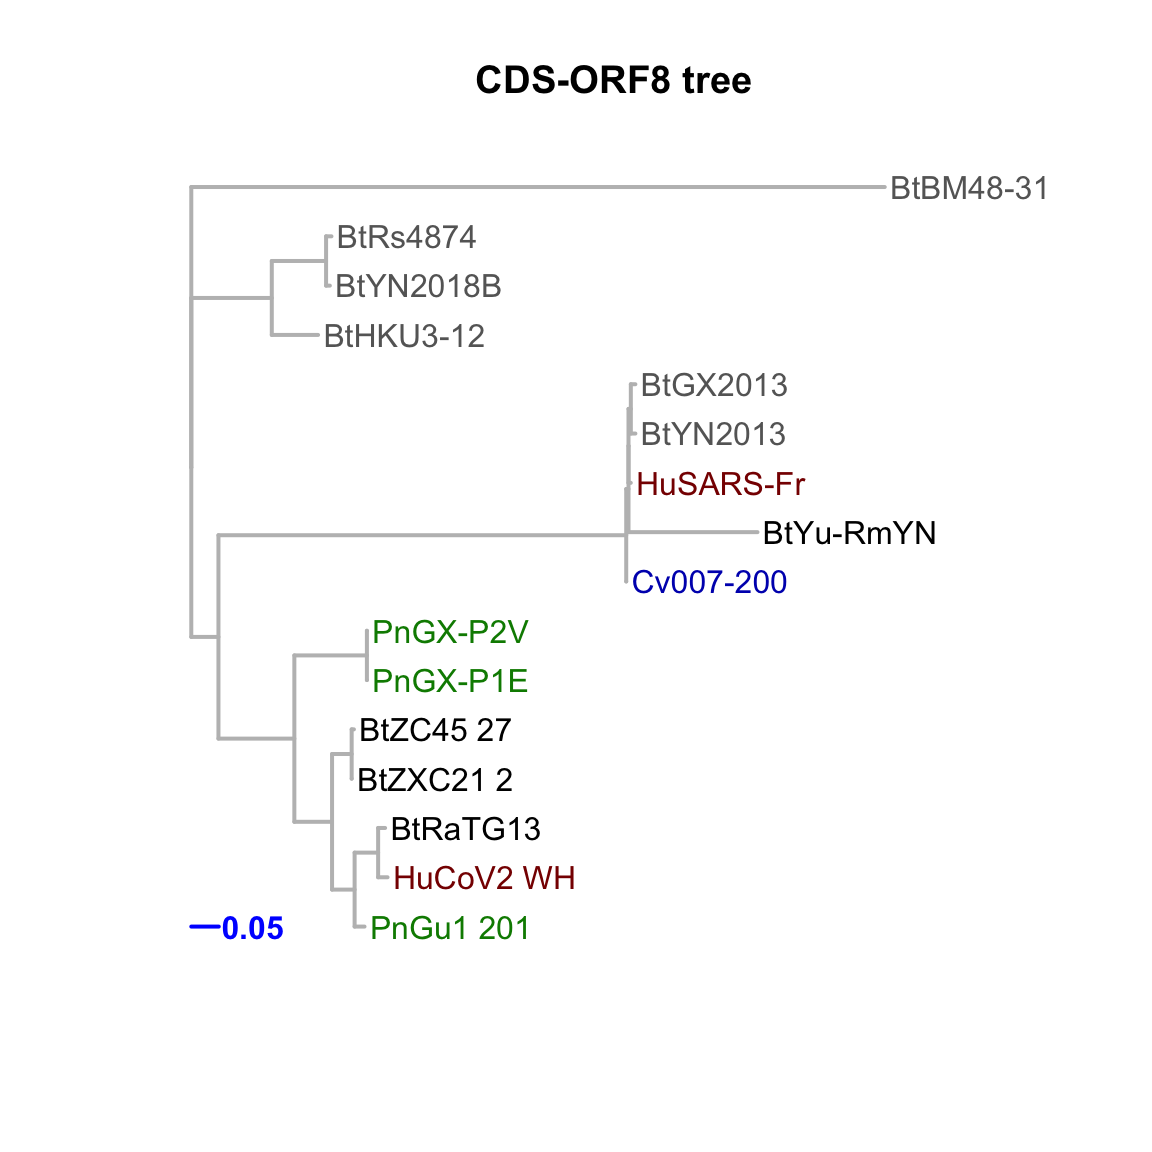 CDS-ORF8 tree
BtBM48-31
BtRs4874
BtYN2018B
BtHKU3-12
BtGX2013
BtYN2013
HuSARS-Fr
BtYu-RmYN
Cv007-200
PnGX-P2V
PnGX-P1E
BtZC45 27
BtZXC21 2
BtRaTG13
HuCoV2 WH
PnGu1 201
0.05